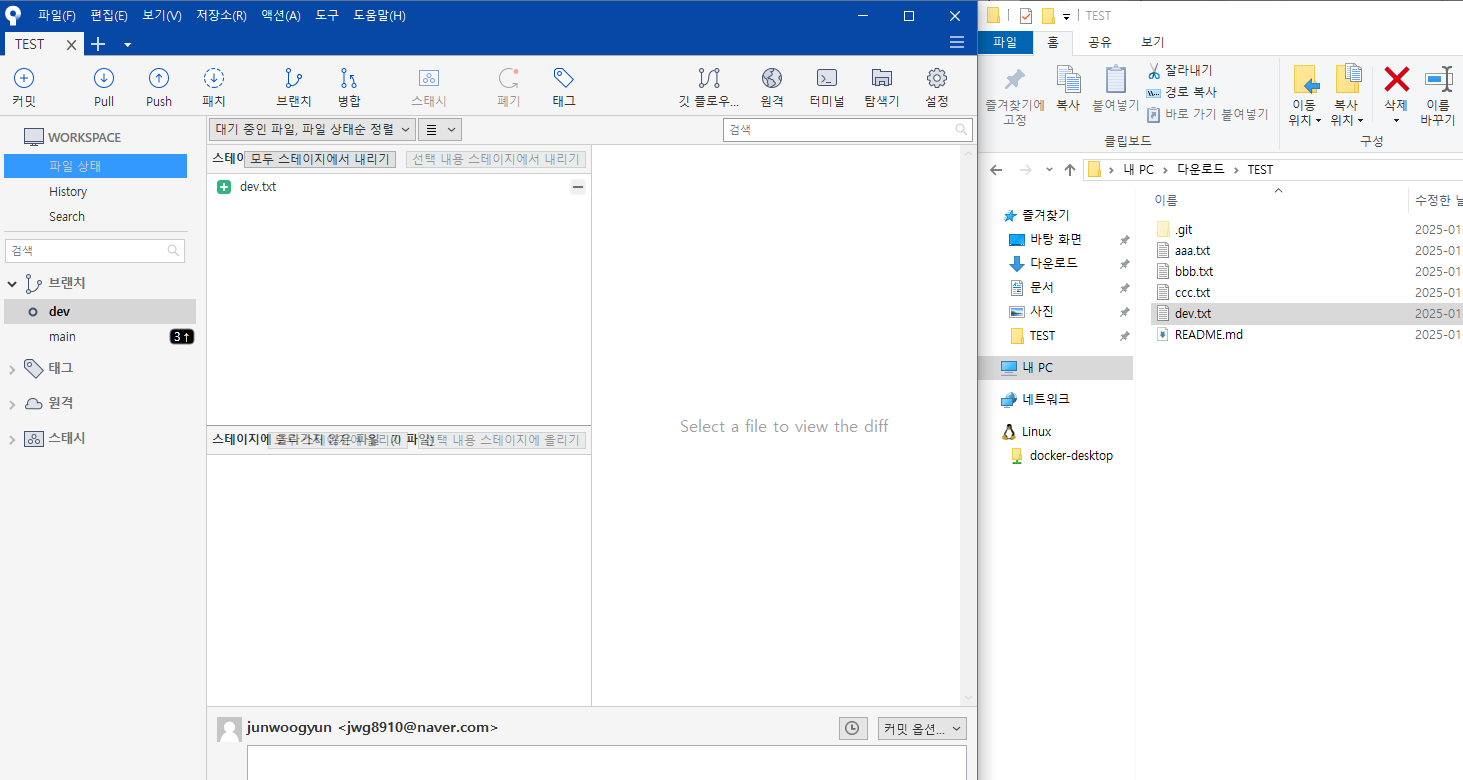 파일(F) 편집(E) 보기(V) 저장소(R) 액션(A) 도구 도움말(H)
TEST
커밋 Pull Push 패치 브랜치 병합 스태시 폐기 태그 깃 플로우... 원격 터미널 탐색기 설정
WORKSPACE
파일 상태
History
Search
검색
브랜치
dev
main 3↑
태그
원격
스태시
대기 중인 파일, 파일 상태순 정렬
검색
스테이 모두 스테이지에서 내리기 선택 내용 스테이지에서 내리기
dev.txt
스테이지에 올라가지 않은 파일 파일 선택 내용 스테이지에 올리기
Select a file to view the diff
junwoogyun <jwg8910@naver.com>
커밋 옵션...
TEST
파일 홈 공유 보기
즐겨찾기에
고정
복사
붙여넣기
잘라내기
경로 복사
바로 가기 붙여넣기
클립보드
이동
위치
복사
위치
삭제
이름
바꾸기
구성
내 PC 다운로드 TEST
즐겨찾기
바탕 화면
다운로드
문서
사진
TEST
내 PC
네트워크
Linux
docker-desktop
이름 수정한 날
.git 2025-01
aaa.txt 2025-01
bbb.txt 2025-01
ccc.txt 2025-01
dev.txt 2025-01
README.md 2025-01